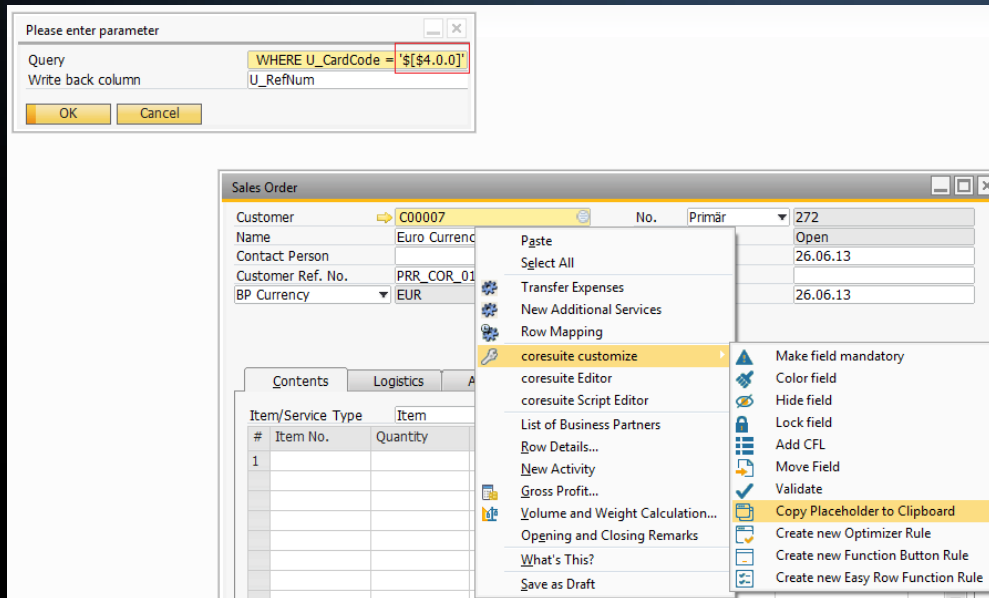 Please enter parameter
Query WHERE U_CardCode = '$[$4.0.0]'
Write back column U_RefNum
OK Cancel
Sales Order
Customer C00007 No. Primär 272
Name Euro Currenc Open
Contact Person 26.06.13
Customer Ref. No. PRR_COR_01
BP Currency EUR 26.06.13
Contents Logistics A
Item/Service Type Item
# Item No. Quantity
1
Paste
Select All
Transfer Expenses
New Additional Services
Row Mapping
coresuite customize
coresuite Editor
coresuite Script Editor
List of Business Partners
Row Details...
New Activity
Gross Profit...
Volume and Weight Calculation...
Opening and Closing Remarks
What's This?
Save as Draft
Make field mandatory
Color field
Hide field
Lock field
Add CFL
Move Field
Validate
Copy Placeholder to Clipboard
Create new Optimizer Rule
Create new Function Button Rule
Create new Easy Row Function Rule